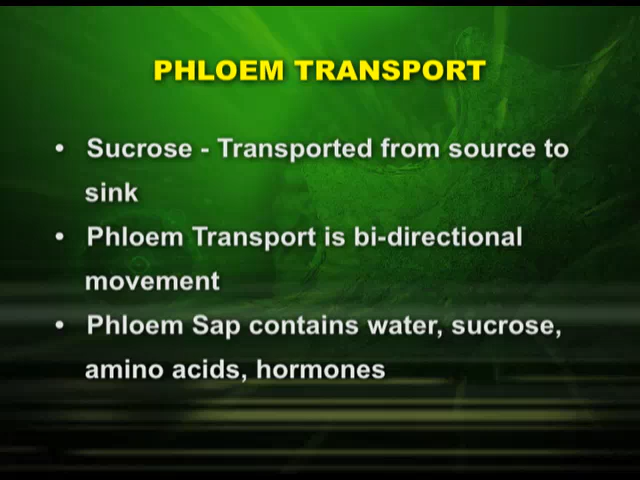 PHLOEM TRANSPORT
• Sucrose - Transported from source to
sink
• Phloem Transport is bi-directional
movement
• Phloem Sap contains water, sucrose,
amino acids, hormones